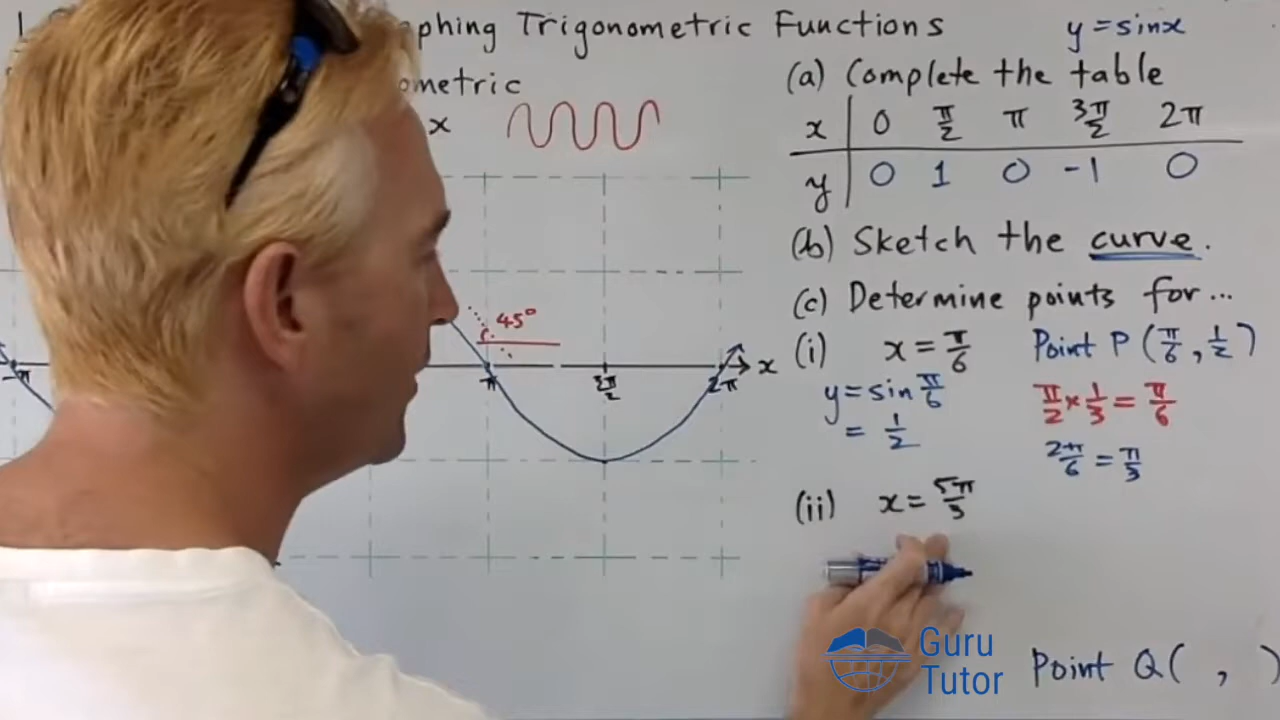 phing Trigonometric Functions
ometric
x
y = sinx
(a) Complete the table
x 0 π/2 π 3π/2 2π
y 0 1 0 -1 0
(b) Sketch the curve.
(c) Determine points for...
(i) x = π/6 Point P (π/6, 1/2)
y = sin π/6
= 1/2
π/2 × 1/3 = π/6
2π/6 = π/3
(ii) x = 5π/3
Point Q( , )
45°
-π π 3π/2 2π x
Guru
Tutor